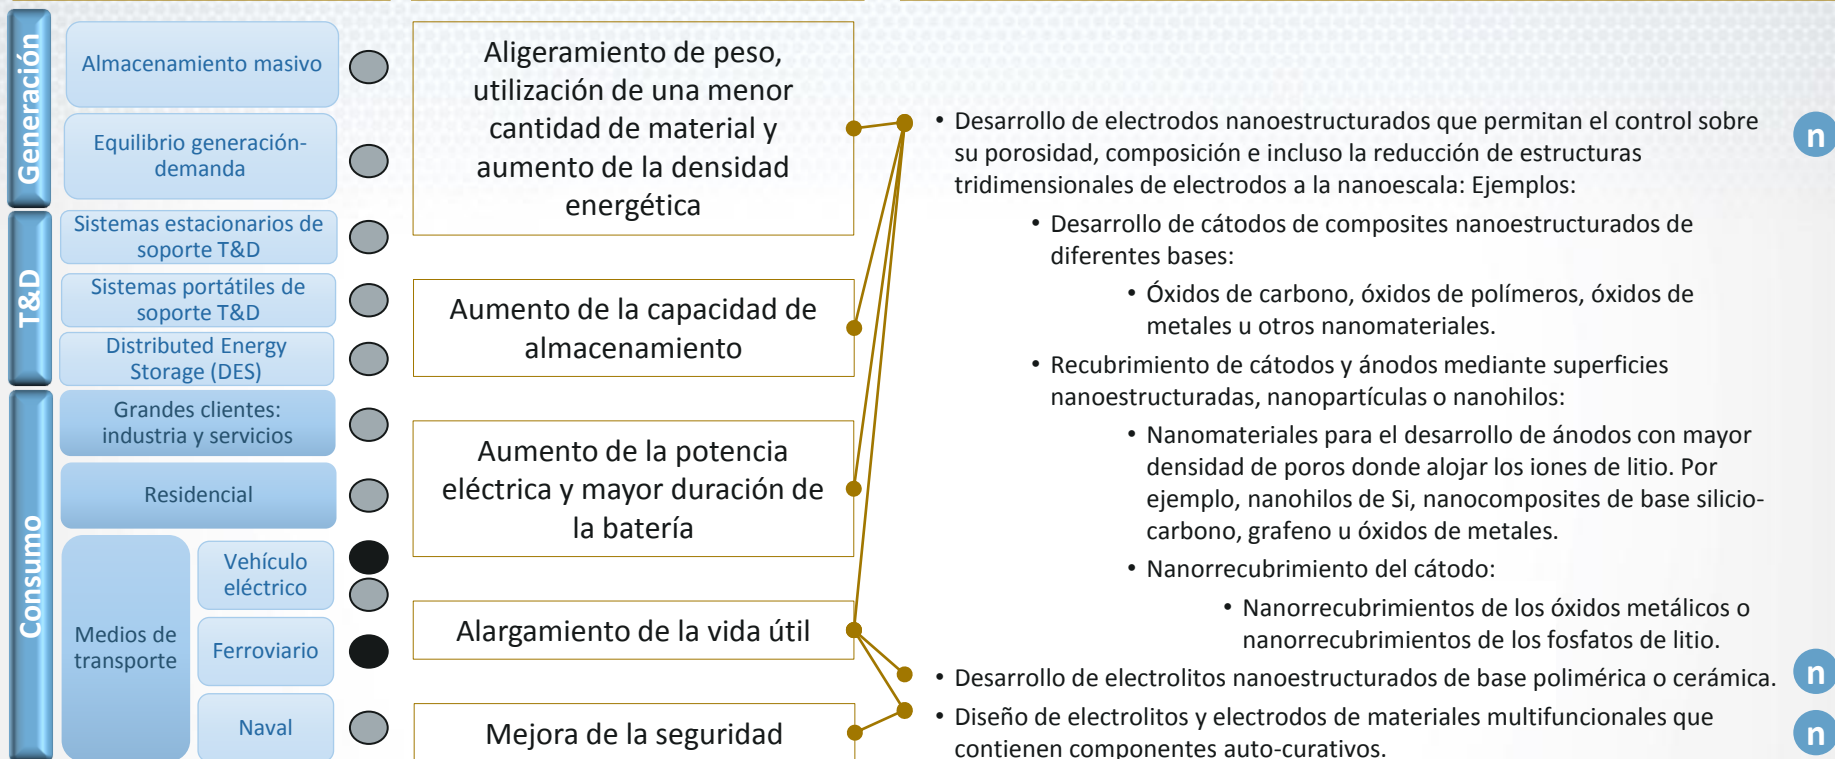 Generación
Almacenamiento masivo
Equilibrio generación-
demanda
T&D
Sistemas estacionarios de
soporte T&D
Sistemas portátiles de
soporte T&D
Distributed Energy
Storage (DES)
Consumo
Grandes clientes:
industria y servicios
Residencial
Medios de
transporte
Vehículo
eléctrico
Ferroviario
Naval
Aligeramiento de peso,
utilización de una menor
cantidad de material y
aumento de la densidad
energética
Aumento de la capacidad de
almacenamiento
Aumento de la potencia
eléctrica y mayor duración de
la batería
Alargamiento de la vida útil
Mejora de la seguridad
• Desarrollo de electrodos nanoestructurados que permitan el control sobre
su porosidad, composición e incluso la reducción de estructuras
tridimensionales de electrodos a la nanoescala: Ejemplos:
n
• Desarrollo de cátodos de composites nanoestructurados de
diferentes bases:
• Óxidos de carbono, óxidos de polímeros, óxidos de
metales u otros nanomateriales.
• Recubrimiento de cátodos y ánodos mediante superficies
nanoestructuradas, nanopartículas o nanohilos:
• Nanomateriales para el desarrollo de ánodos con mayor
densidad de poros donde alojar los iones de litio. Por
ejemplo, nanohilos de Si, nanocomposites de base silicio-
carbono, grafeno u óxidos de metales.
• Nanorrecubrimiento del cátodo:
• Nanorrecubrimientos de los óxidos metálicos o
nanorrecubrimientos de los fosfatos de litio.
• Desarrollo de electrolitos nanoestructurados de base polimérica o cerámica.
n
• Diseño de electrolitos y electrodos de materiales multifuncionales que
contienen componentes auto-curativos.
n